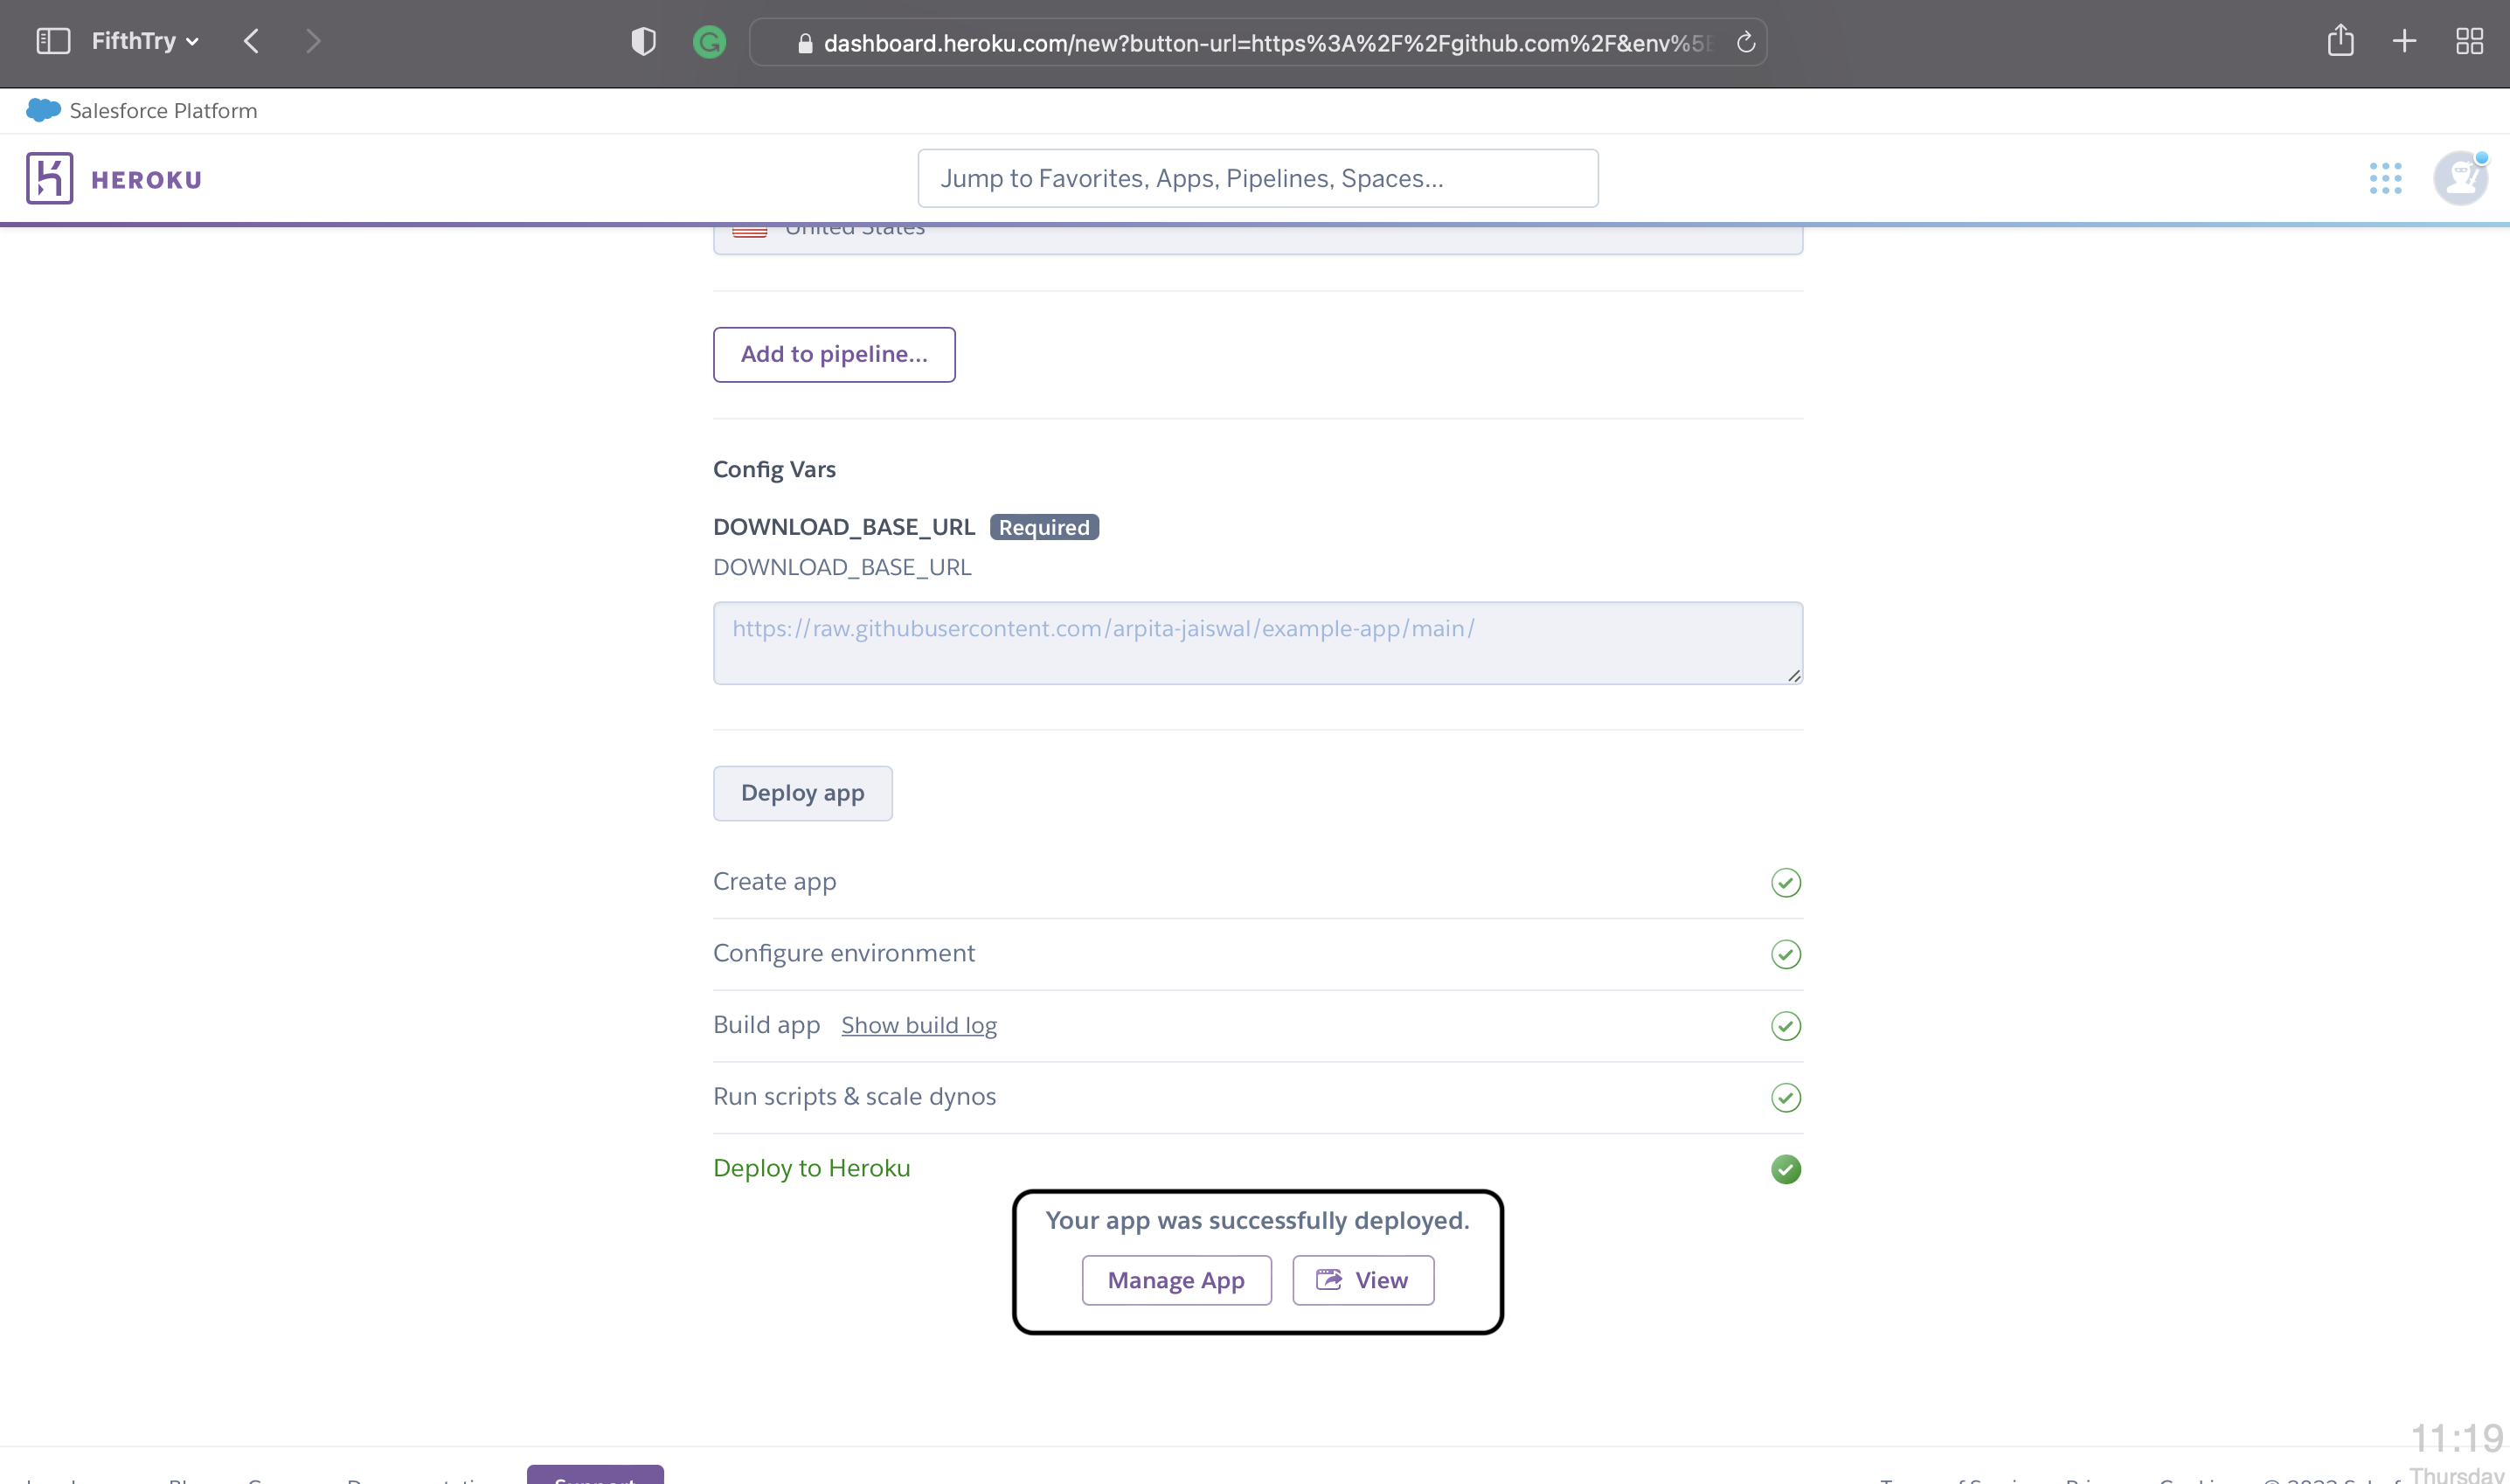 FifthTry
dashboard.heroku.com/new?button-url=https%3A%2F%2Fgithub.com%2F&env%5
Salesforce Platform
HEROKU
Jump to Favorites, Apps, Pipelines, Spaces...
United States
Add to pipeline...
Config Vars
DOWNLOAD_BASE_URL Required
DOWNLOAD_BASE_URL
https://raw.githubusercontent.com/arpita-jaiswal/example-app/main/
Deploy app
Create app
Configure environment
Build app Show build log
Run scripts & scale dynos
Deploy to Heroku
Your app was successfully deployed.
Manage App View
11:19
Thursday